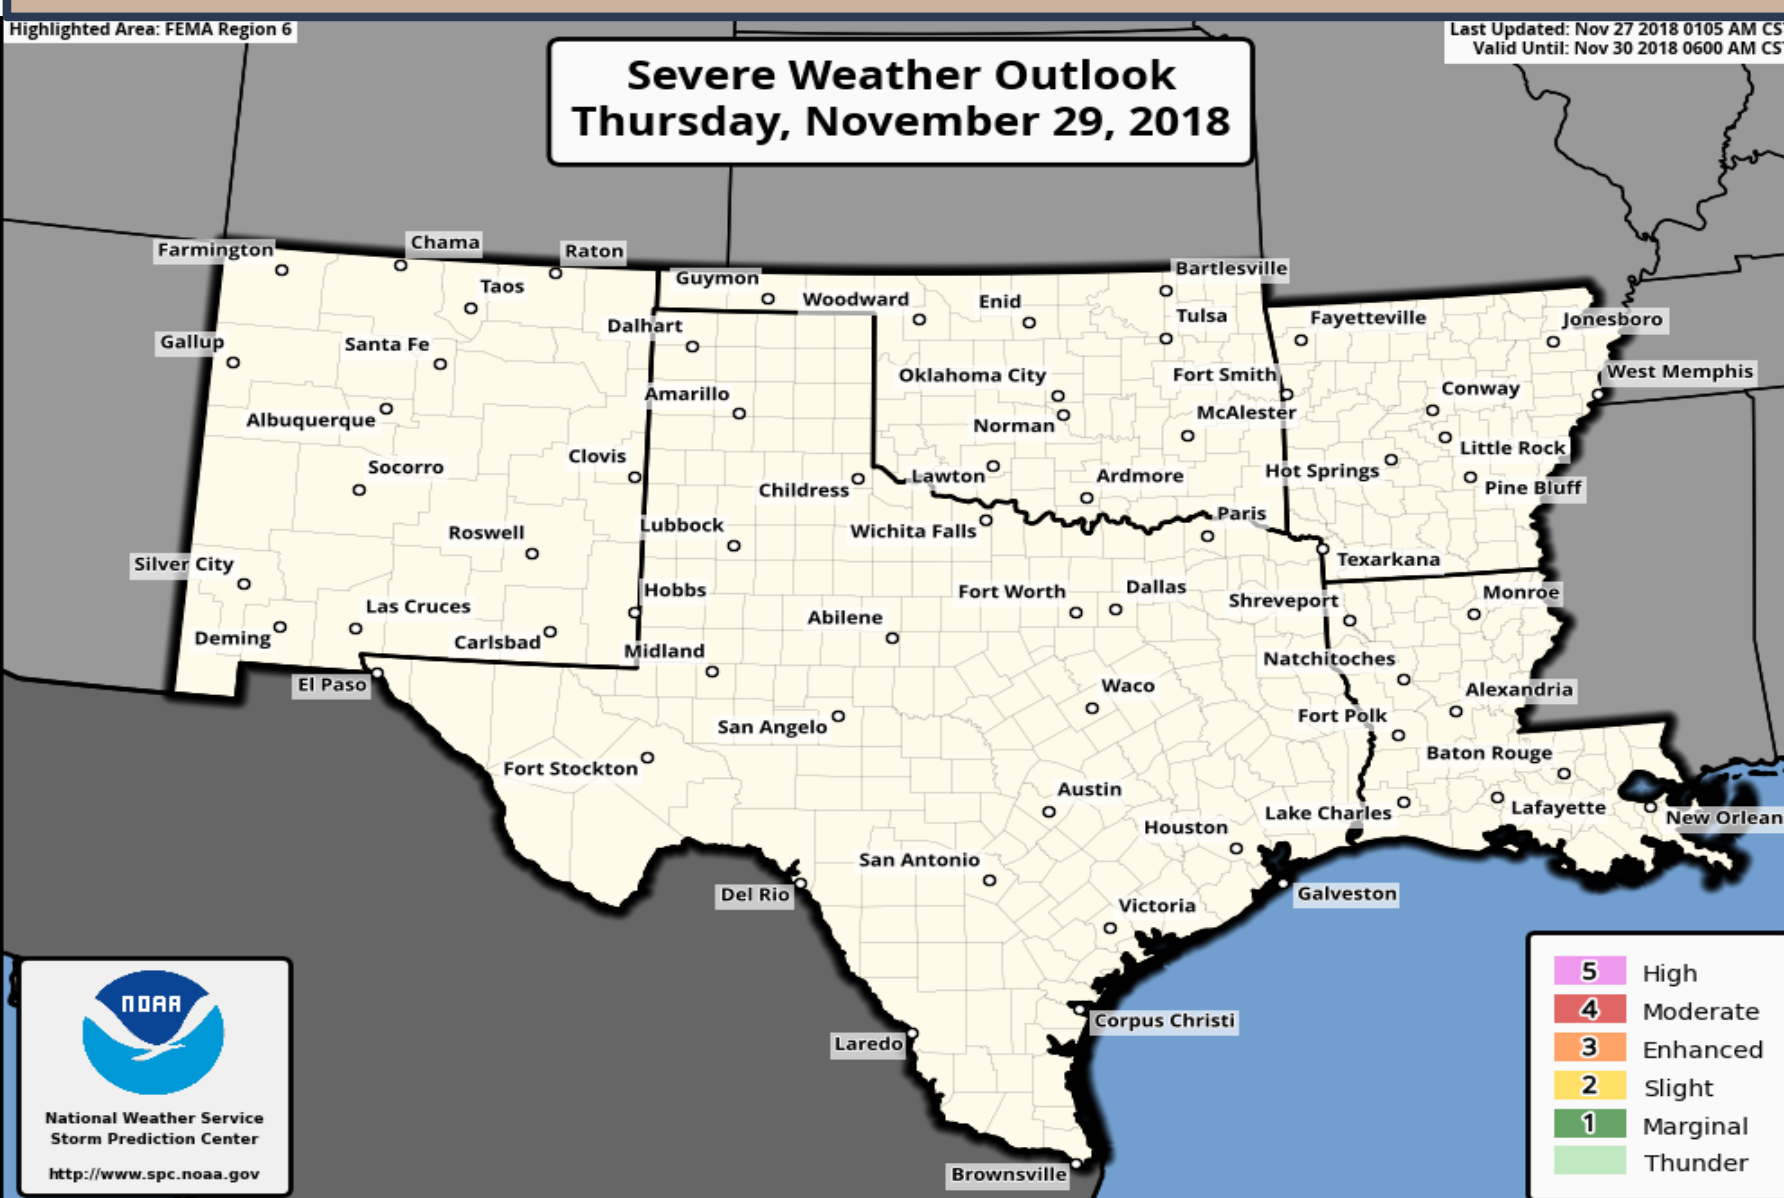 Highlighted Area: FEMA Region 6
Last Updated: Nov 27 2018 0105 AM CS
Valid Until: Nov 30 2018 0600 AM CS
Severe Weather Outlook
Thursday, November 29, 2018
Farmington
Chama
Raton
Taos
Guymon
Woodward
Enid
Bartlesville
Tulsa
Dalhart
Fayetteville
Jonesboro
Gallup
Santa Fe
Oklahoma City
Fort Smith
West Memphis
Amarillo
Conway
Albuquerque
Norman
McAlester
Little Rock
Clovis
Socorro
Childress
Lawton
Ardmore
Hot Springs
Pine Bluff
Roswell
Lubbock
Wichita Falls
Paris
Texarkana
Silver City
Hobbs
Fort Worth
Dallas
Shreveport
Monroe
Las Cruces
Abilene
Deming
Carlsbad
Midland
Natchitoches
El Paso
Waco
Alexandria
San Angelo
Fort Polk
Fort Stockton
Baton Rouge
Austin
Houston
Lake Charles
Lafayette
New Orlean
San Antonio
Del Rio
Galveston
Victoria
Corpus Christi
Laredo
Brownsville
NOAA
National Weather Service
Storm Prediction Center
http://www.spc.noaa.gov
5 High
4 Moderate
3 Enhanced
2 Slight
1 Marginal
Thunder